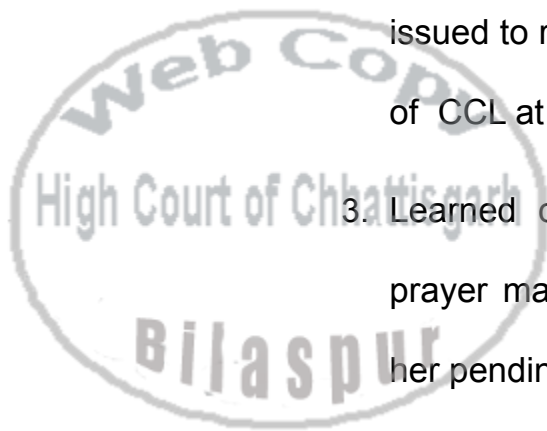 issued to
of CCL at
Web Copy
High Court of Chhattisgarh
3. Learned
prayer ma
Bilaspur
her pendin